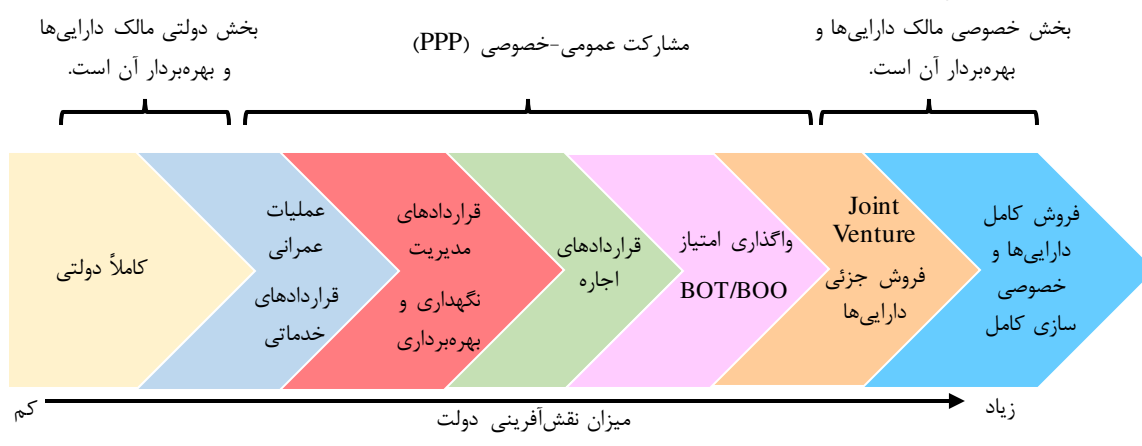 بخش دولتی مالک دارایی‌ها
و بهره‌بردار آن است.
مشارکت عمومی-خصوصی (PPP)
بخش خصوصی مالک دارایی‌ها و
بهره‌بردار آن است.
کاملاً دولتی
عملیات
عمرانی
قراردادهای
خدماتی
قراردادهای
مدیریت
نگهداری و
بهره‌برداری
قراردادهای
اجاره
واگذاری امتیاز
BOT/BOO
Joint
Venture
فروش جزئی
دارایی‌ها
فروش کامل
دارایی‌ها و
خصوصی
سازی کامل
کم
میزان نقش‌آفرینی دولت
زیاد